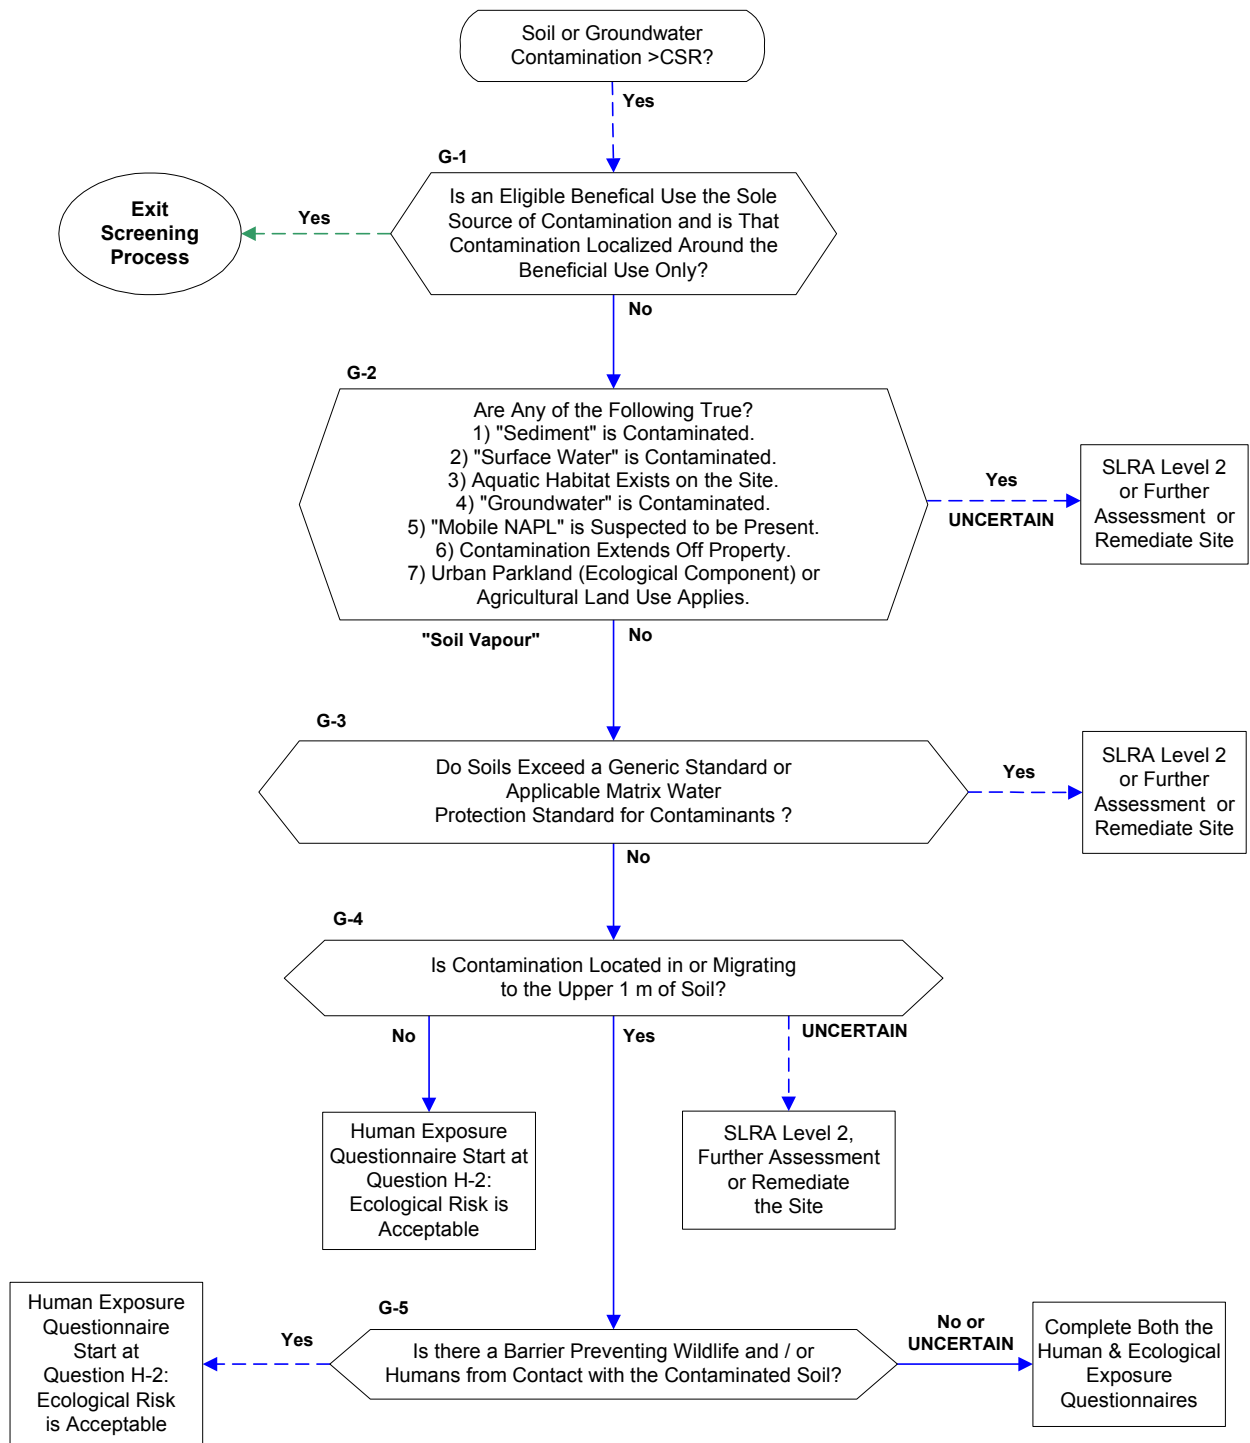 Soil or Groundwater
Contamination >CSR?
Yes
G-1
Is an Eligible Benefical Use the Sole
Source of Contamination and is That
Contamination Localized Around the
Beneficial Use Only?
Yes
Exit
Screening
Process
No
G-2
Are Any of the Following True?
1) "Sediment" is Contaminated.
2) "Surface Water" is Contaminated.
3) Aquatic Habitat Exists on the Site.
4) "Groundwater" is Contaminated.
5) "Mobile NAPL" is Suspected to be Present.
6) Contamination Extends Off Property.
7) Urban Parkland (Ecological Component) or
Agricultural Land Use Applies.
Yes
UNCERTAIN
SLRA Level 2
or Further
Assessment or
Remediate Site
"Soil Vapour"
No
G-3
Do Soils Exceed a Generic Standard or
Applicable Matrix Water
Protection Standard for Contaminants ?
Yes
SLRA Level 2
or Further
Assessment or
Remediate Site
No
G-4
Is Contamination Located in or Migrating
to the Upper 1 m of Soil?
No
Yes
UNCERTAIN
Human Exposure
Questionnaire Start at
Question H-2:
Ecological Risk is
Acceptable
SLRA Level 2,
Further Assessment
or Remediate
the Site
G-5
Is there a Barrier Preventing Wildlife and / or
Humans from Contact with the Contaminated Soil?
Yes
Human Exposure
Questionnaire
Start at
Question H-2:
Ecological Risk
is Acceptable
No or
UNCERTAIN
Complete Both the
Human & Ecological
Exposure
Questionnaires